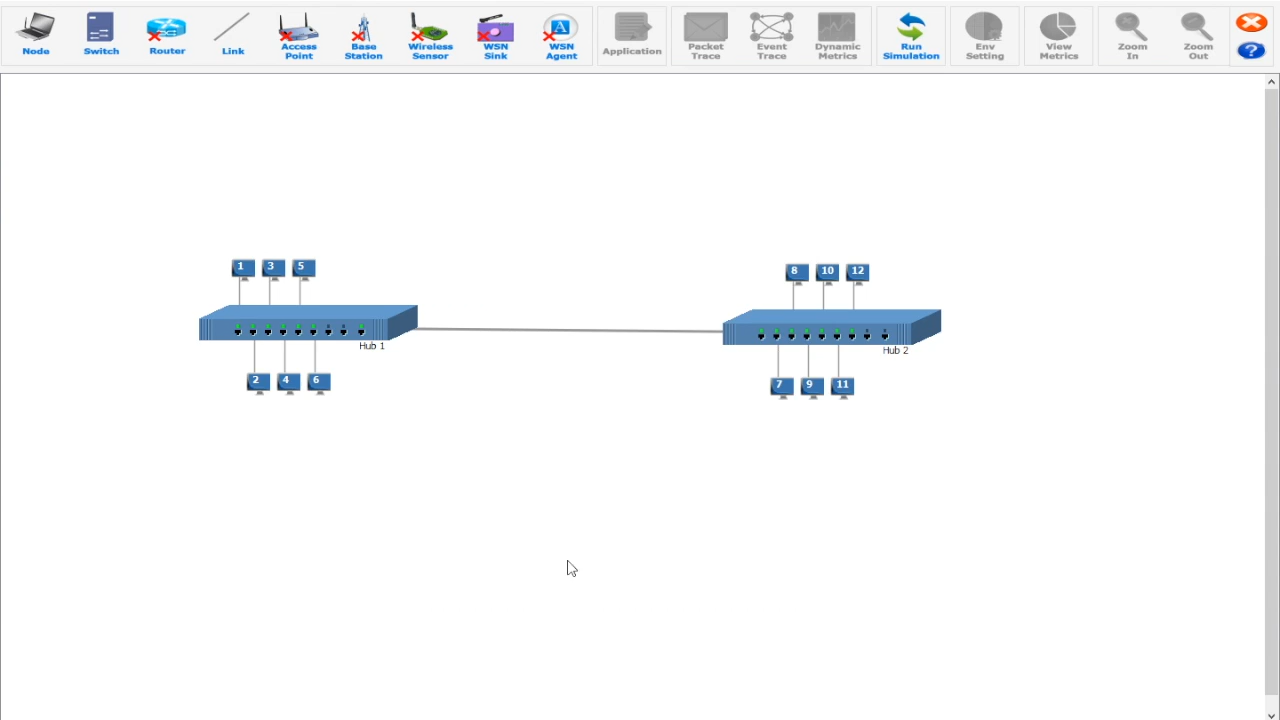 Node
Switch
Router
Link
Access Point
Base Station
Wireless Sensor
WSN Sink
WSN Agent
Application
Packet Trace
Event Trace
Dynamic Metrics
Run Simulation
Env Setting
View Metrics
Zoom In
Zoom Out
A
?
1 3 5
8 10 12
Hub 1
Hub 2
2 4 6
7 9 11